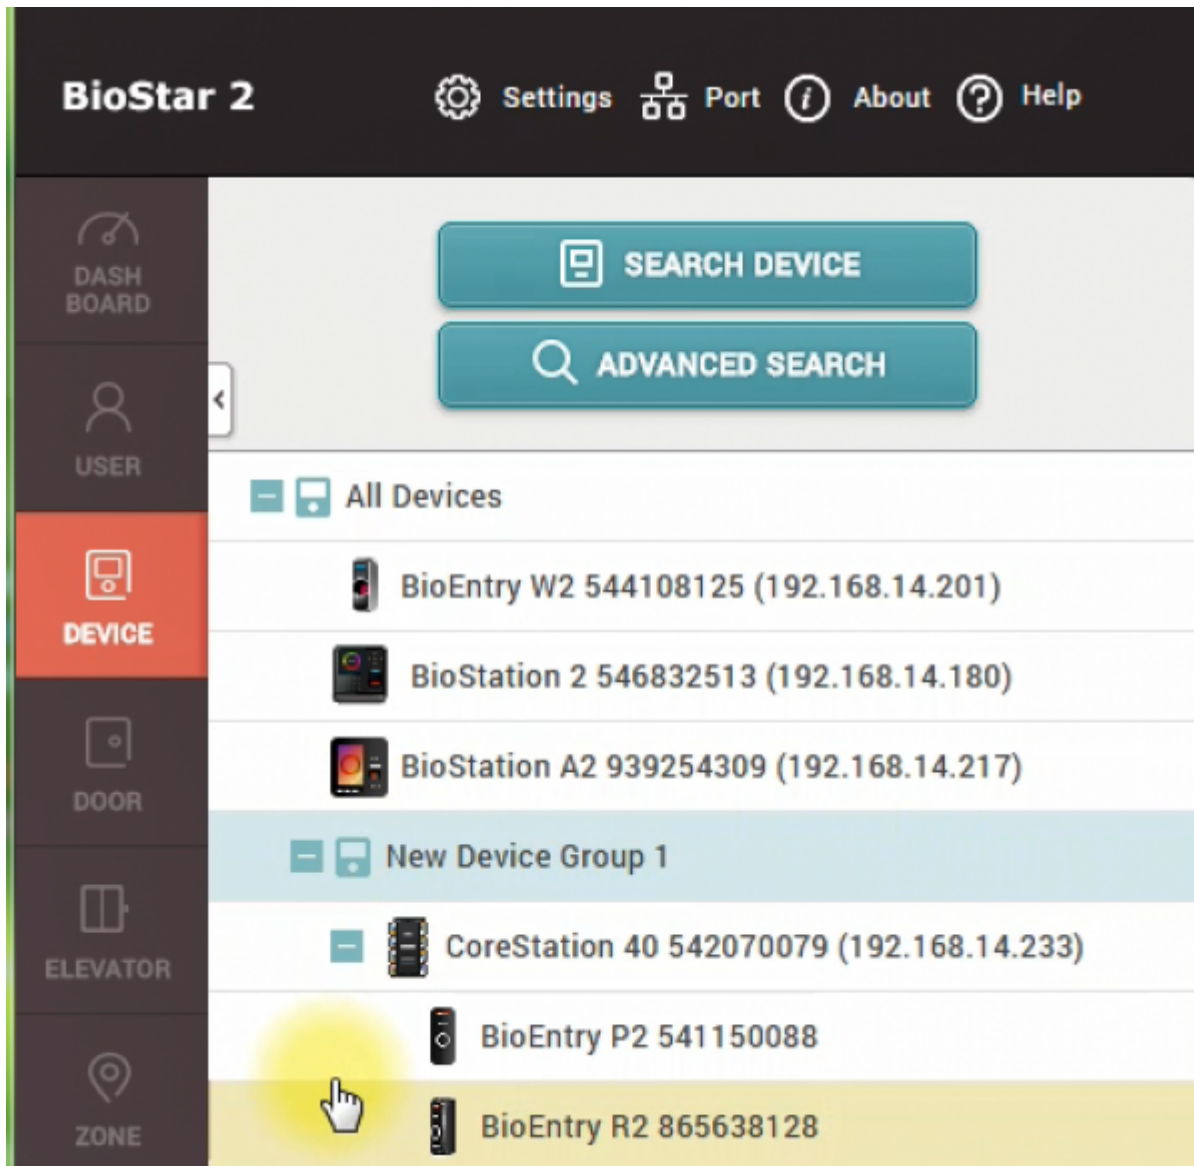 BioStar 2
Settings Port About Help
DASH
BOARD
SEARCH DEVICE
ADVANCED SEARCH
USER
All Devices
BioEntry W2 544108125 (192.168.14.201)
DEVICE
BioStation 2 546832513 (192.168.14.180)
BioStation A2 939254309 (192.168.14.217)
DOOR
New Device Group 1
CoreStation 40 542070079 (192.168.14.233)
ELEVATOR
BioEntry P2 541150088
BioEntry R2 865638128
ZONE